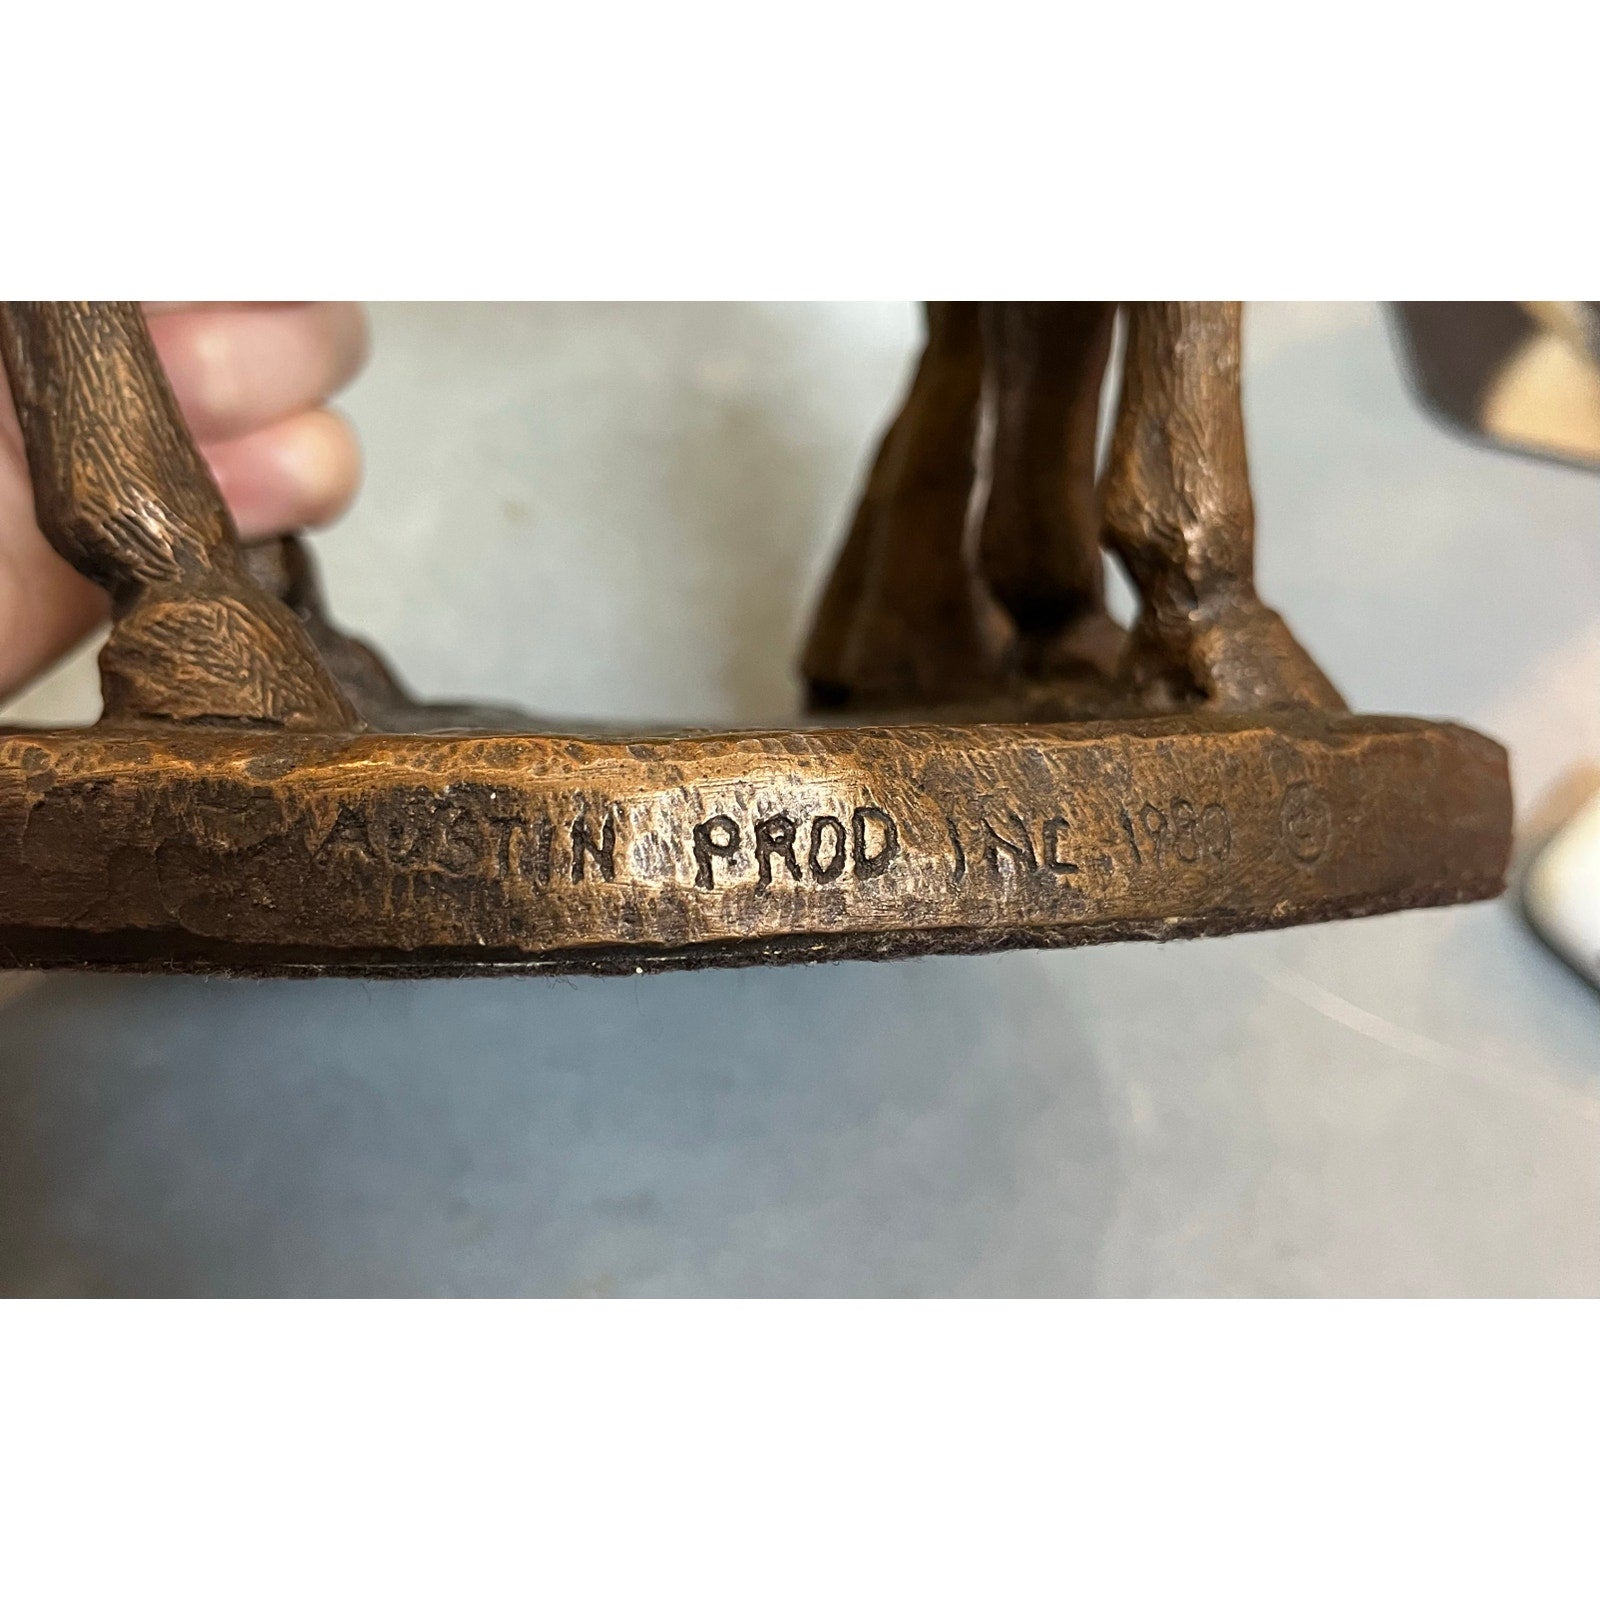 AUSTIN PROD INC. 1980 ©